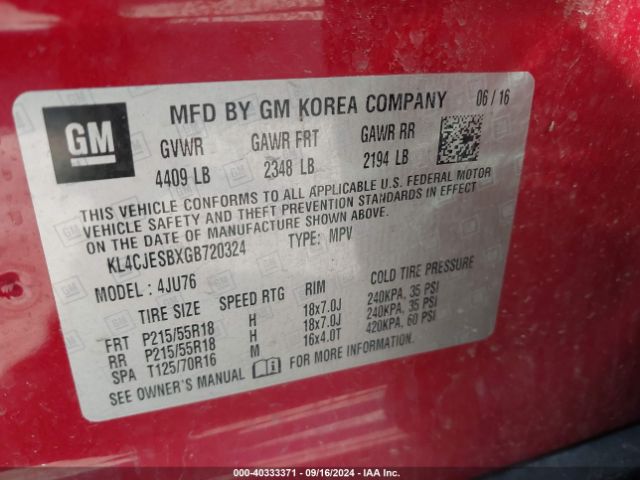 GM
MFD BY GM KOREA COMPANY 06 / 16
GVWR GAWR FRT GAWR RR
4409 LB 2348 LB 2194 LB
THIS VEHICLE CONFORMS TO ALL APPLICABLE U.S. FEDERAL MOTOR
VEHICLE SAFETY AND THEFT PREVENTION STANDARDS IN EFFECT
ON THE DATE OF MANUFACTURE SHOWN ABOVE.
KL4CJESBXGB720324 TYPE: MPV
MODEL : 4JU76
TIRE SIZE SPEED RTG RIM COLD TIRE PRESSURE
FRT P215/55R18 H 18x7.0J 240KPA, 35 PSI
RR P215/55R18 H 18x7.0J 240KPA, 35 PSI
SPA T125/70R16 M 16x4.0T 420KPA, 60 PSI
SEE OWNER'S MANUAL FOR MORE INFORMATION.
000-40333371 - 09/16/2024 - IAA Inc.